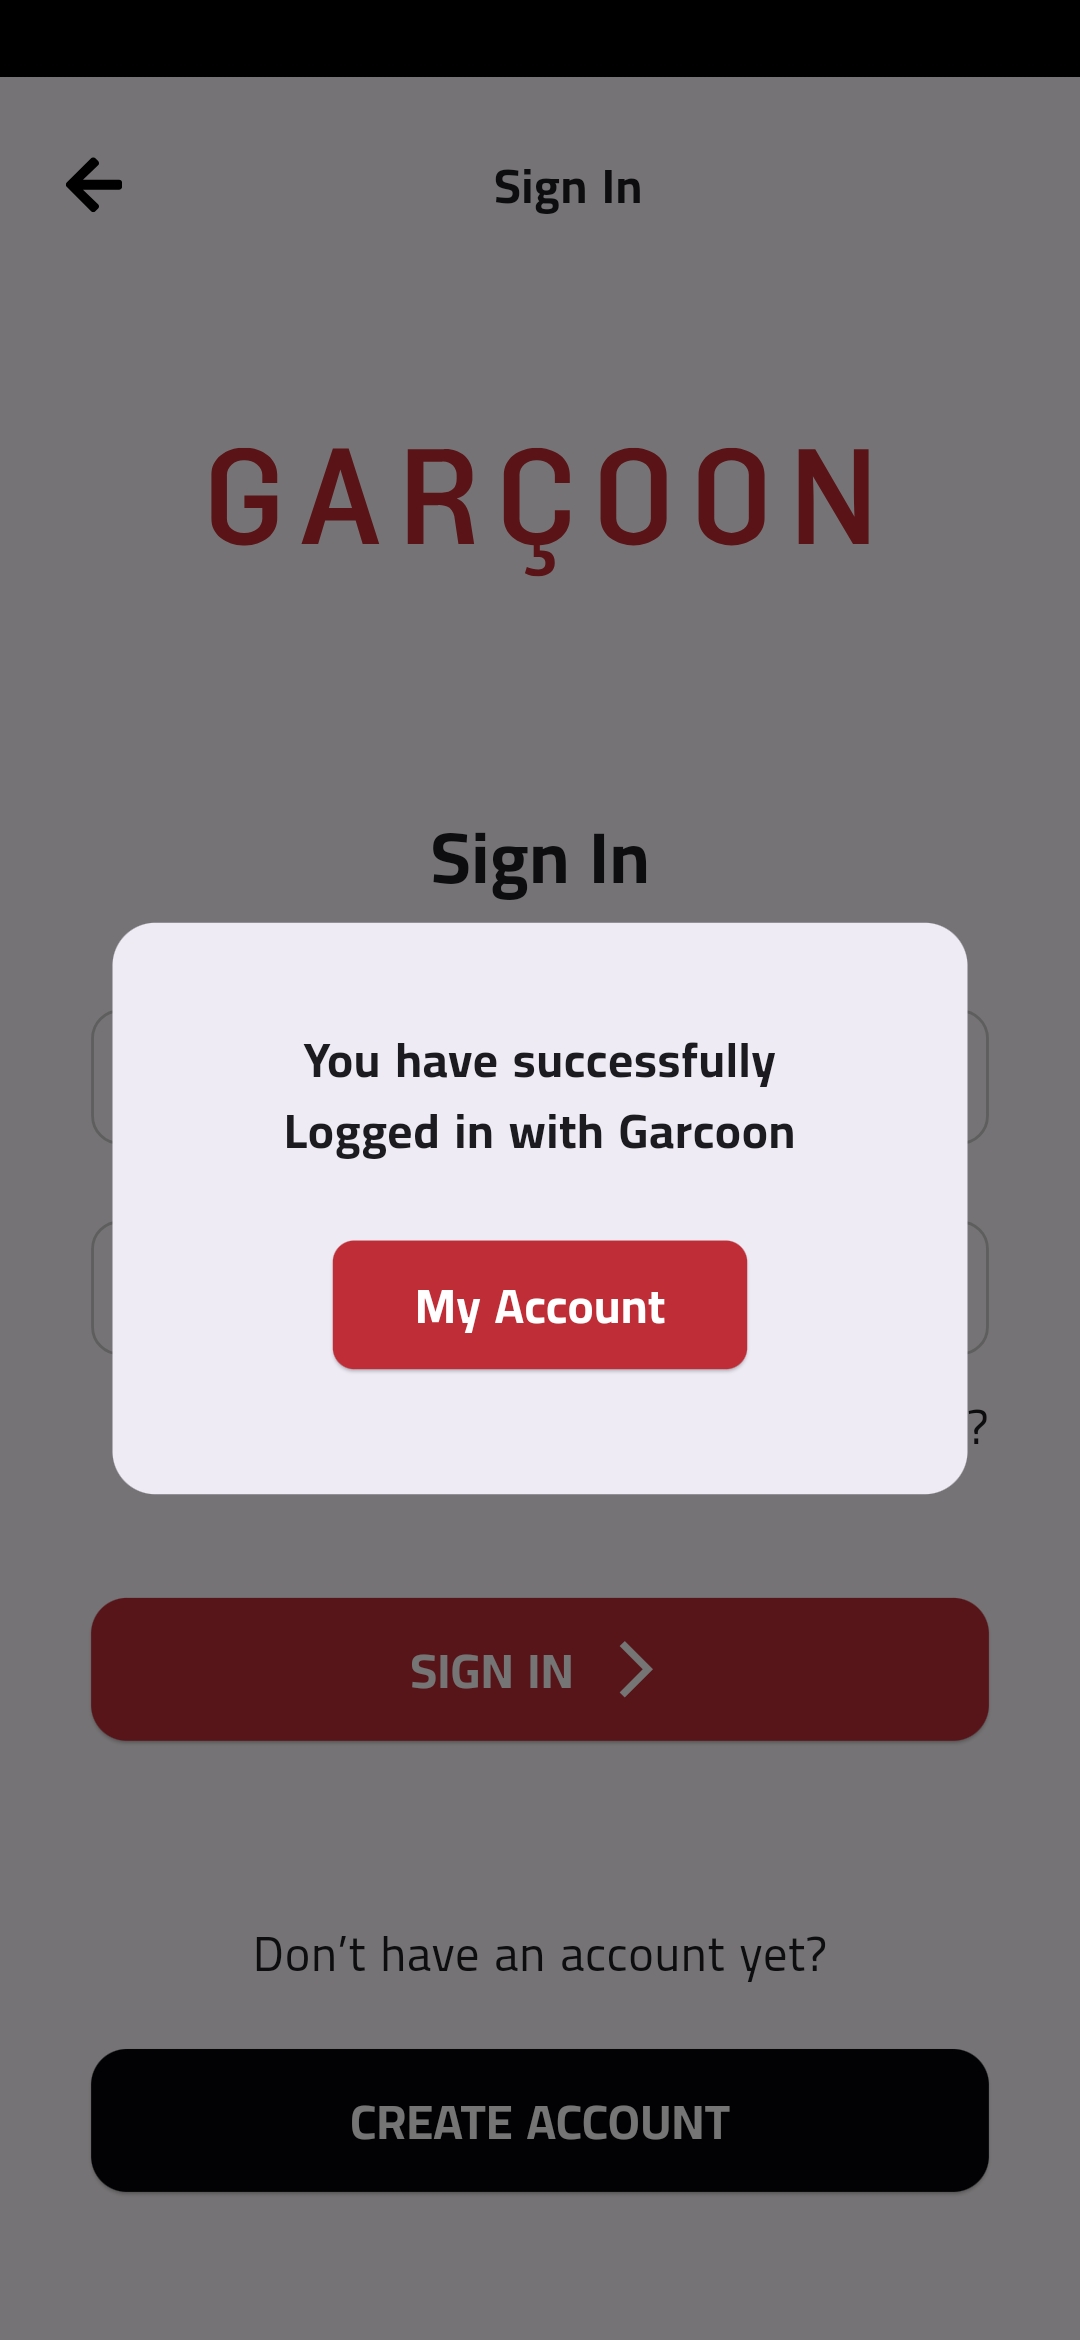 Sign In
GARÇOON
Sign In
You have successfully
Logged in with Garcoon
My Account
?
SIGN IN
Don’t have an account yet?
CREATE ACCOUNT